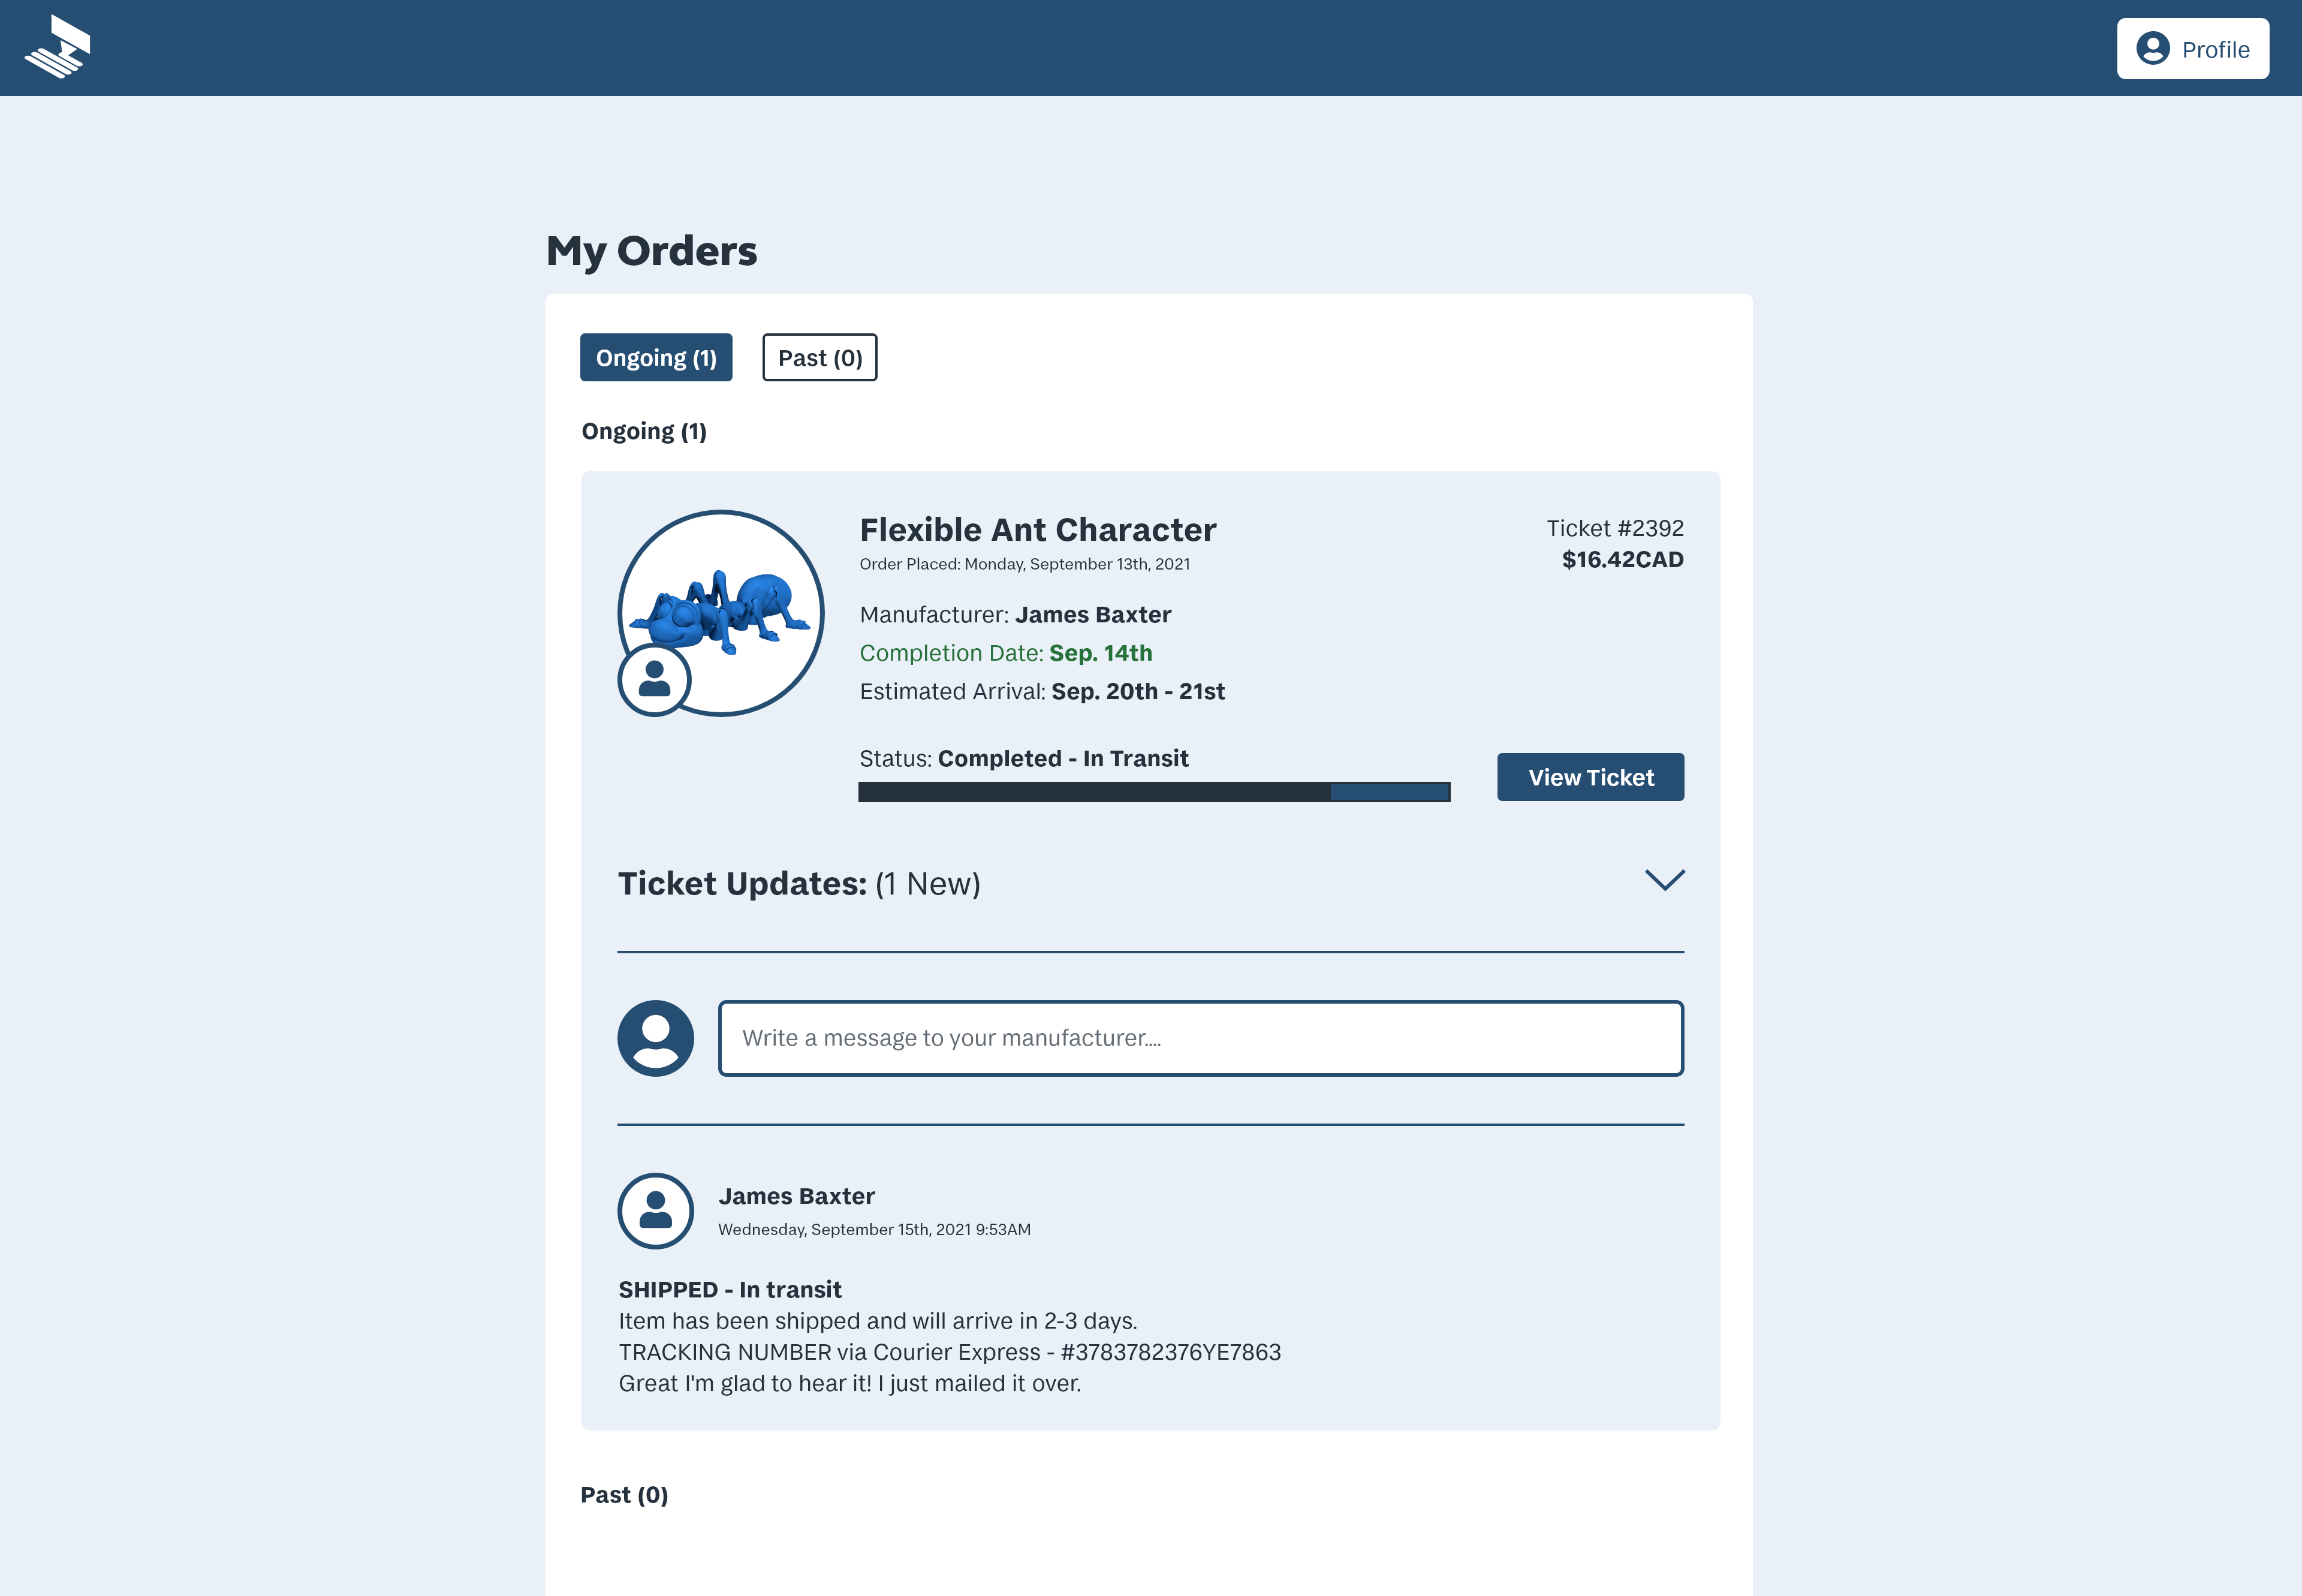 Profile
My Orders
Ongoing (1)
Past (0)
Ongoing (1)
Flexible Ant Character
Ticket #2392
Order Placed: Monday, September 13th, 2021
$16.42CAD
Manufacturer: James Baxter
Completion Date: Sep. 14th
Estimated Arrival: Sep. 20th - 21st
Status: Completed - In Transit
View Ticket
Ticket Updates: (1 New)
Write a message to your manufacturer....
James Baxter
Wednesday, September 15th, 2021 9:53AM
SHIPPED - In transit
Item has been shipped and will arrive in 2-3 days.
TRACKING NUMBER via Courier Express - #3783782376YE7863
Great I'm glad to hear it! I just mailed it over.
Past (0)